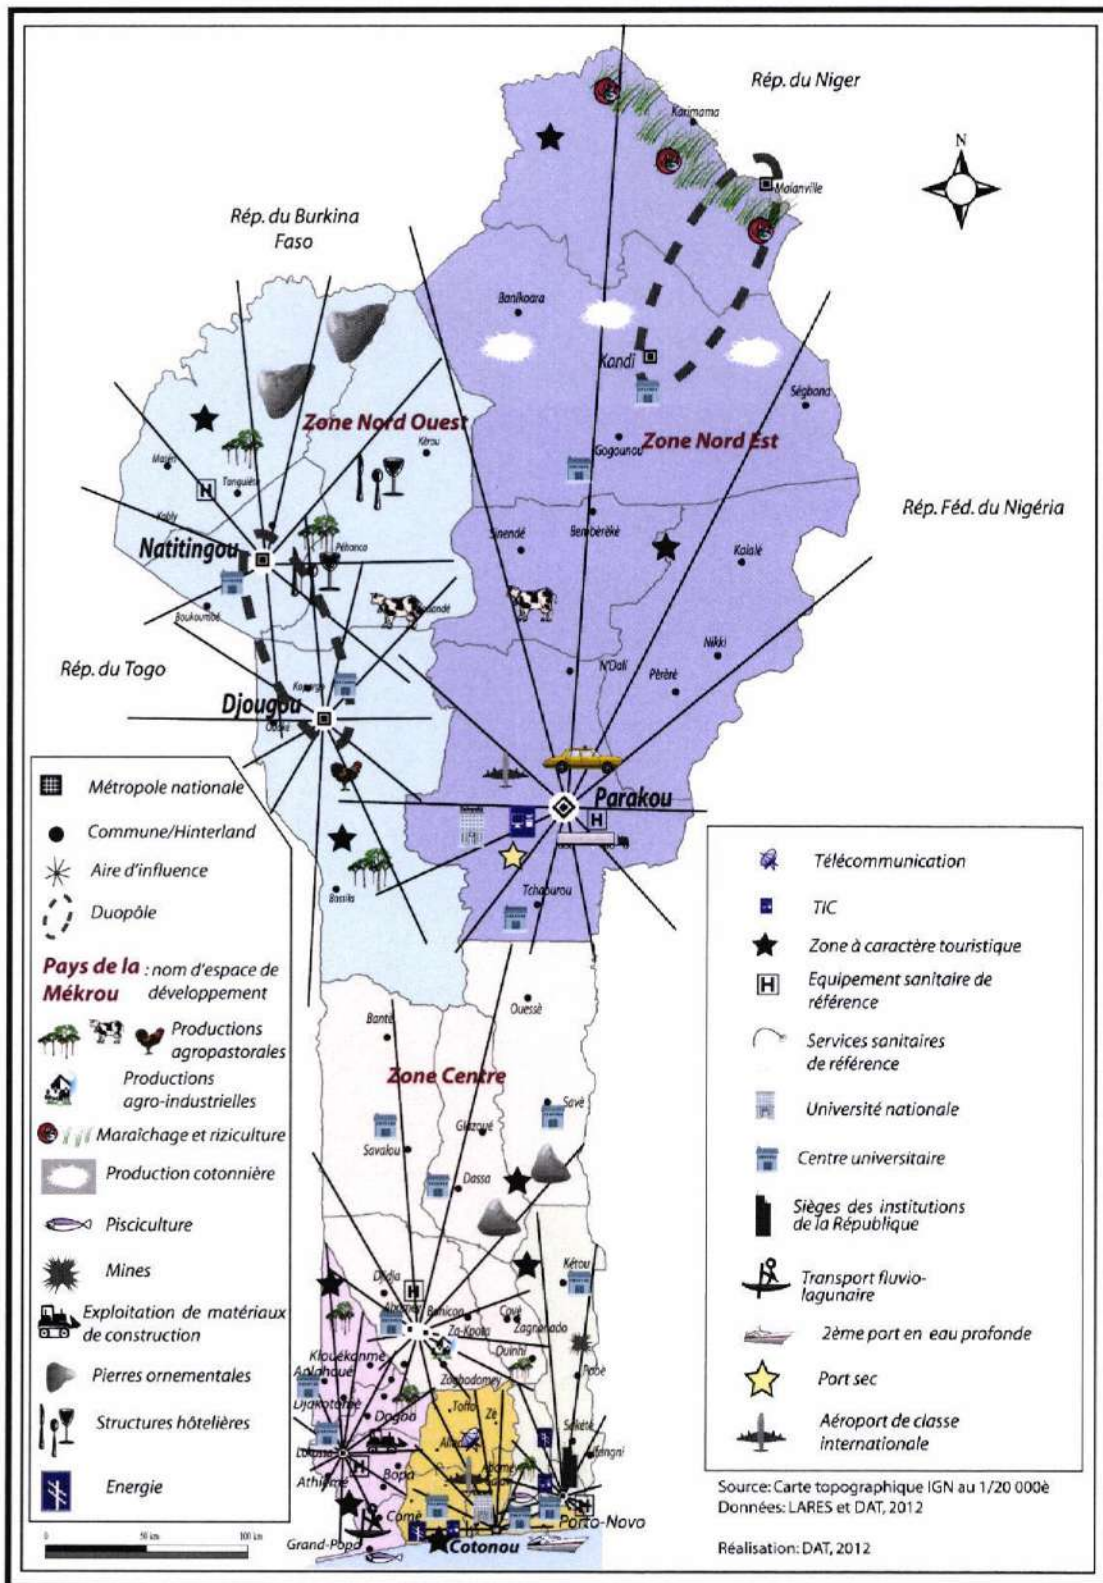 Rép. du Niger
Karimama
N
Malanville
Rép. du Burkina
Faso
Banikoara
Kandi
Ségbana
Zone Nord Ouest
Zone Nord Est
Kérou
Gogounou
Matéri
Tanguiéta
Rép. Féd. du Nigéria
Kobly
Sinendé
Bembèrèkè
Kalalé
Natitingou
Péhunco
Boukoumbé
Nikki
N'Dali
Pèrèrè
Rép. du Togo
Djougou
Parakou
Bassila
Tchaourou
Ouessè
Bantè
Zone Centre
Savè
Glazoué
Savalou
Dassa
Kétou
Djidja
Abomey
Bohicon
Covè
Zagnanado
Za-Kpota
Ouinhi
Klouékanmè
Aplahoué
Zogbodomey
Pobè
Djakotomè
Dogbo
Toffo
Zè
Sakété
Allada
Ifangni
Lokossa
Athiémé
Bopa
Abomey
Comè
Porto-Novo
Grand-Popo
Cotonou
Métropole nationale
Commune/Hinterland
Aire d'influence
Duopôle
Pays de la Mékrou : nom d'espace de développement
Productions
agropastorales
Productions
agro-industrielles
Maraîchage et riziculture
Production cotonnière
Pisciculture
Mines
Exploitation de matériaux
de construction
Pierres ornementales
Structures hôtelières
Energie
0 50 km 100 km
Télécommunication
TIC
Zone à caractère touristique
H
Equipement sanitaire de
référence
Services sanitaires
de référence
Université nationale
Centre universitaire
Sièges des institutions
de la République
Transport fluvio-
lagunaire
2ème port en eau profonde
Port sec
Aéroport de classe
internationale
Source: Carte topographique IGN au 1/20 000è
Données: LARES et DAT, 2012
Réalisation: DAT, 2012